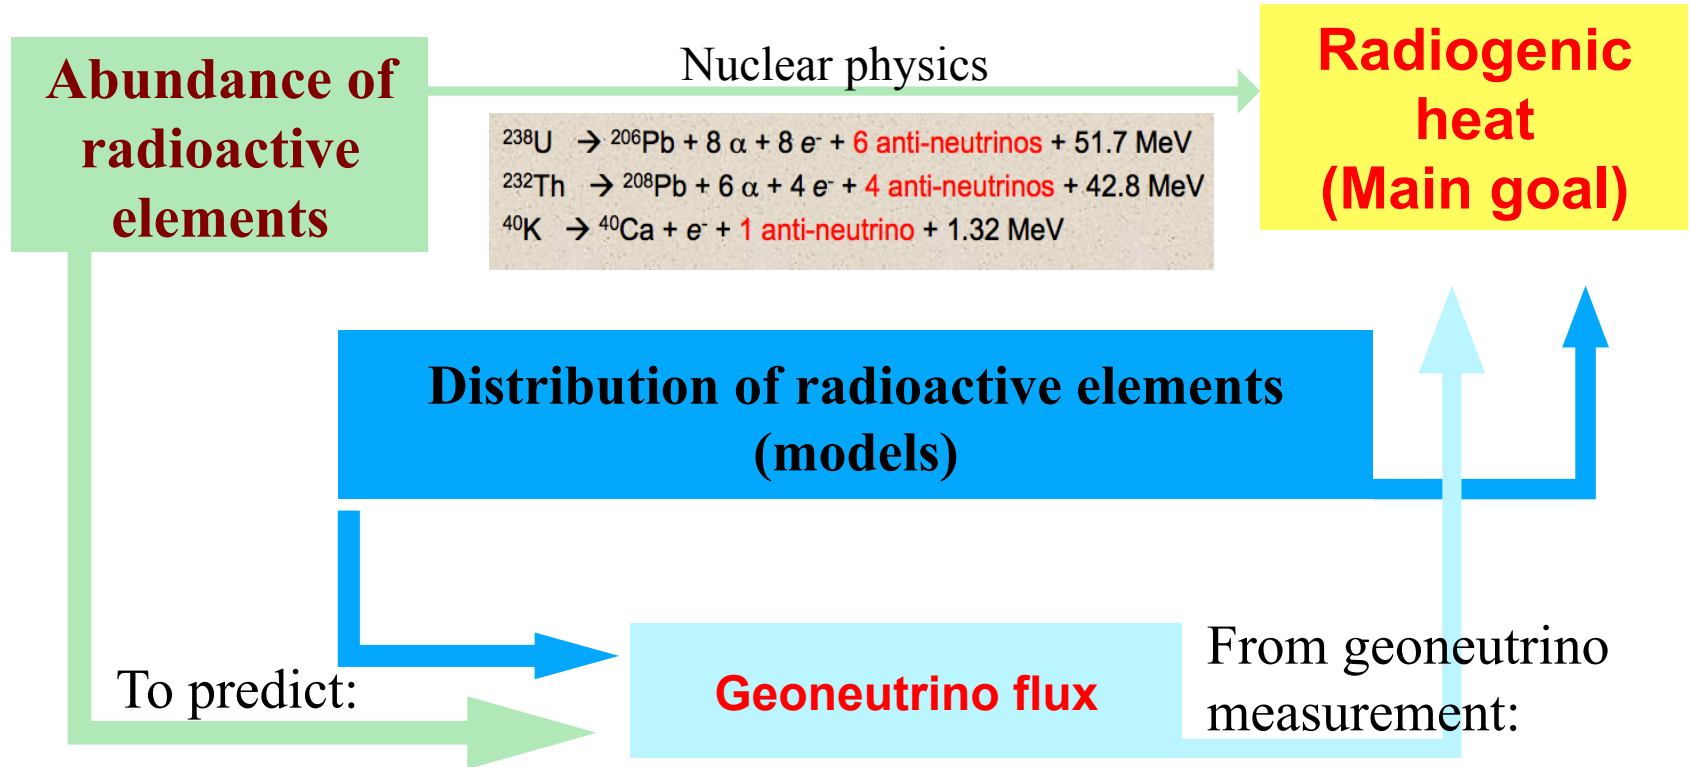 Abundance of
radioactive
elements
Nuclear physics
Radiogenic
heat
(Main goal)
²³⁸U → ²⁰⁶Pb + 8 α + 8 e⁻ + 6 anti-neutrinos + 51.7 MeV
²³²Th → ²⁰⁸Pb + 6 α + 4 e⁻ + 4 anti-neutrinos + 42.8 MeV
⁴⁰K → ⁴⁰Ca + e⁻ + 1 anti-neutrino + 1.32 MeV
Distribution of radioactive elements
(models)
To predict:
Geoneutrino flux
From geoneutrino
measurement: